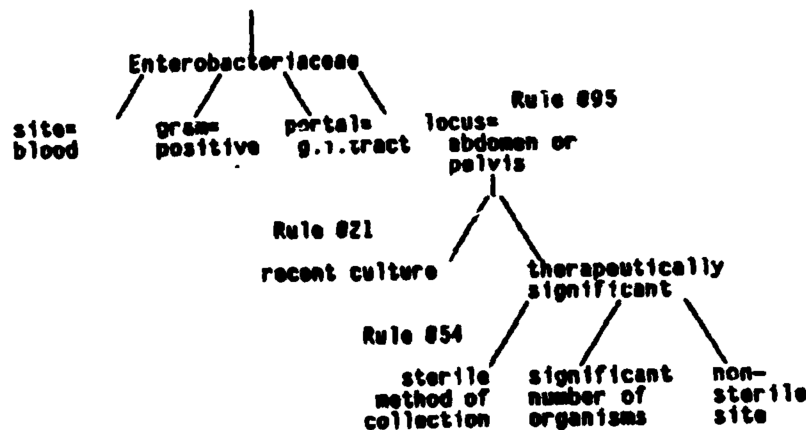 Enterobacteriaceae
Rule 095
site= gram= portal= locus=
blood positive g.i.tract abdomen or
pelvis
Rule 021
recent culture therapeutically
significant
Rule 054
sterile significant non-
method of number of sterile
collection organisms site